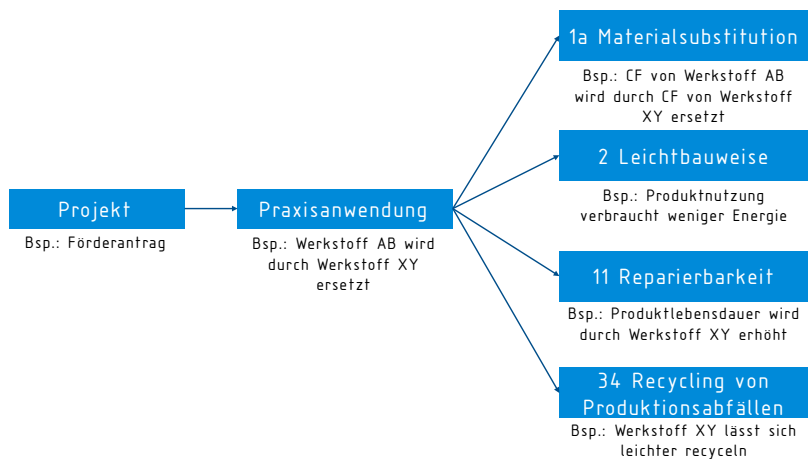 1a Materialsubstitution
Bsp.: CF von Werkstoff AB
wird durch CF von Werkstoff
XY ersetzt
2 Leichtbauweise
Bsp.: Produktnutzung
verbraucht weniger Energie
Projekt
Bsp.: Förderantrag
Praxisanwendung
Bsp.: Werkstoff AB wird
durch Werkstoff XY
ersetzt
11 Reparierbarkeit
Bsp.: Produktlebensdauer wird
durch Werkstoff XY erhöht
34 Recycling von
Produktionsabfällen
Bsp.: Werkstoff XY lässt sich
leichter recyceln